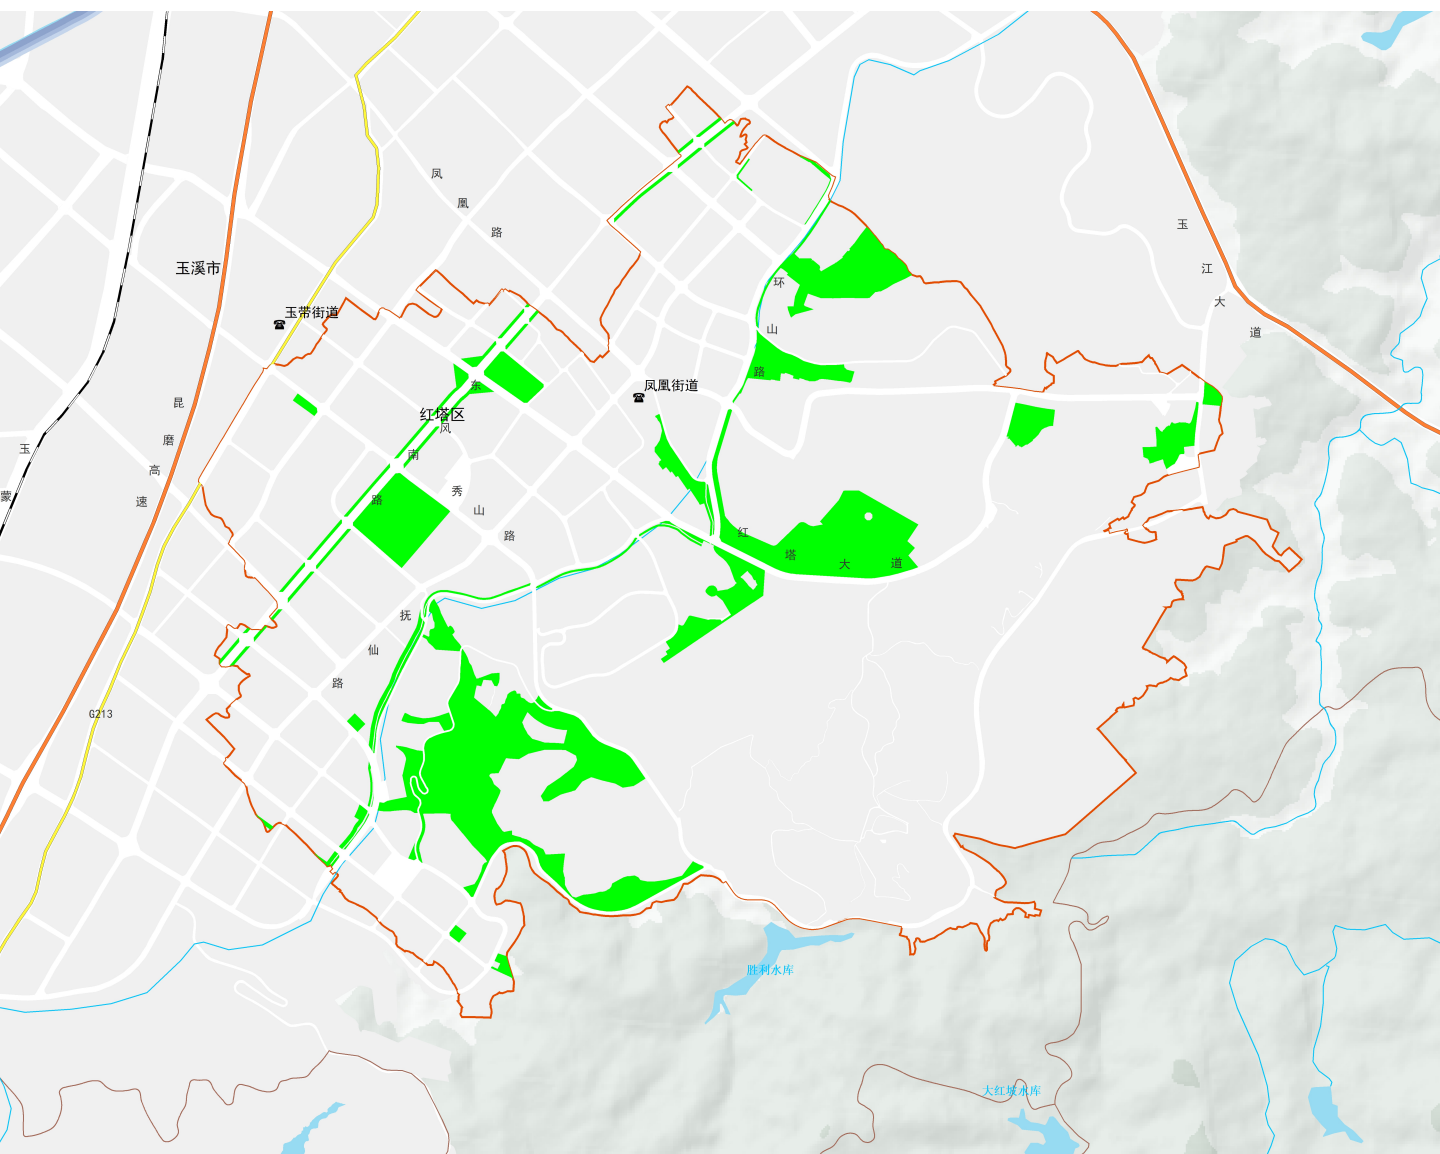 凤
凰
路
玉
江
大
道
玉溪市
玉带街道
环
山
路
凤凰街道
东
风
南
路
红塔区
昆
磨
高
速
玉
蒙
秀
山
路
红
塔
大
道
抚
仙
路
G213
胜利水库
大红坡水库